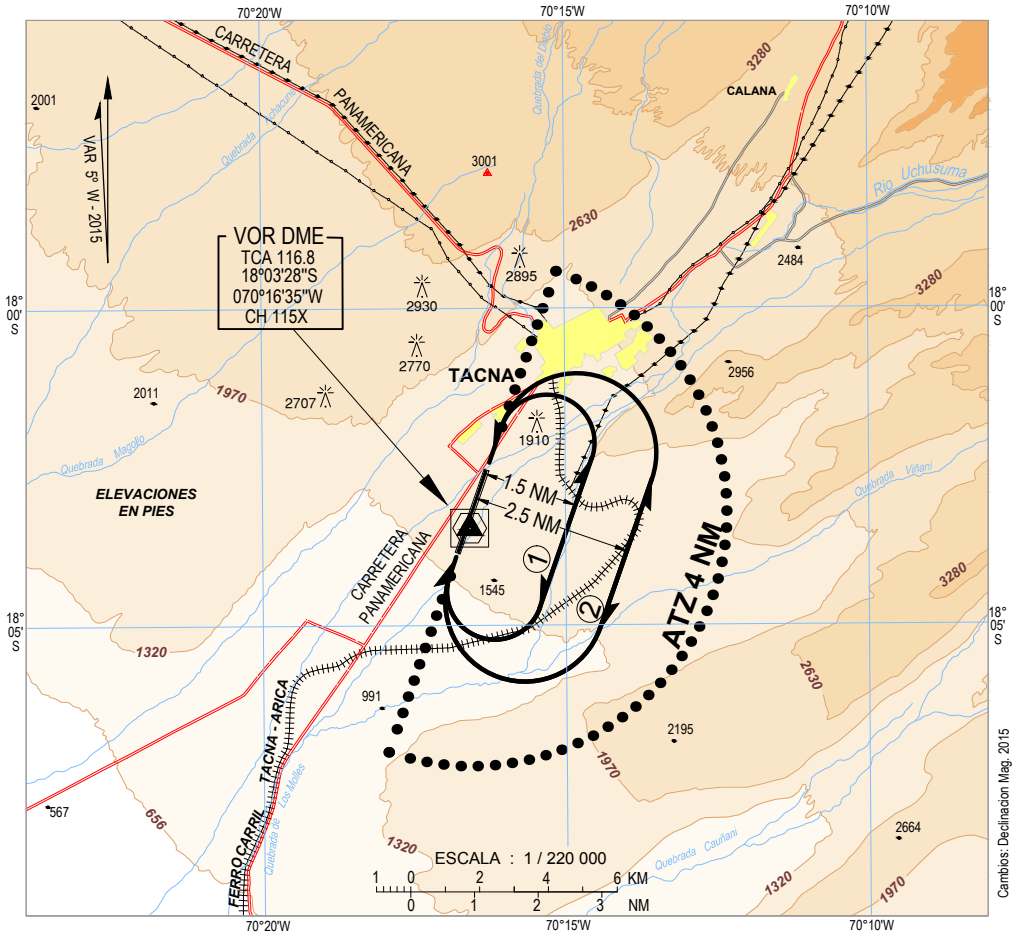 70°20'W
70°15'W
70°10'W
CARRETERA
PANAMERICANA
Quebrada del Diablo
3280
CALANA
2001
VAR 5º W - 2015
3001
Rio Uchusuma
2630
VOR DME
TCA 116.8
18°03'28"S
070°16'35"W
CH 115X
2895
2484
2930
3280
18°
00'
S
18°
00'
S
2770
TACNA
2956
2011
1970
2707
1910
Quebrada Magollo
Quebrada Viñani
ELEVACIONES
EN PIES
1.5 NM
2.5 NM
CARRETERA
PANAMERICANA
ATZ 4 NM
1
1545
2
3280
18°
05'
S
18°
05'
S
1320
2630
991
TACNA - ARICA
2195
1970
Quebrada de Los Molles
567
656
FERROCARRIL
1320
2664
ESCALA : 1 / 220 000
Quebrada Cauñani
1 0 2 4 6 KM
0 1 2 3 NM
1320
1970
70°20'W
70°15'W
70°10'W
Cambios: Declinacion Mag. 2015